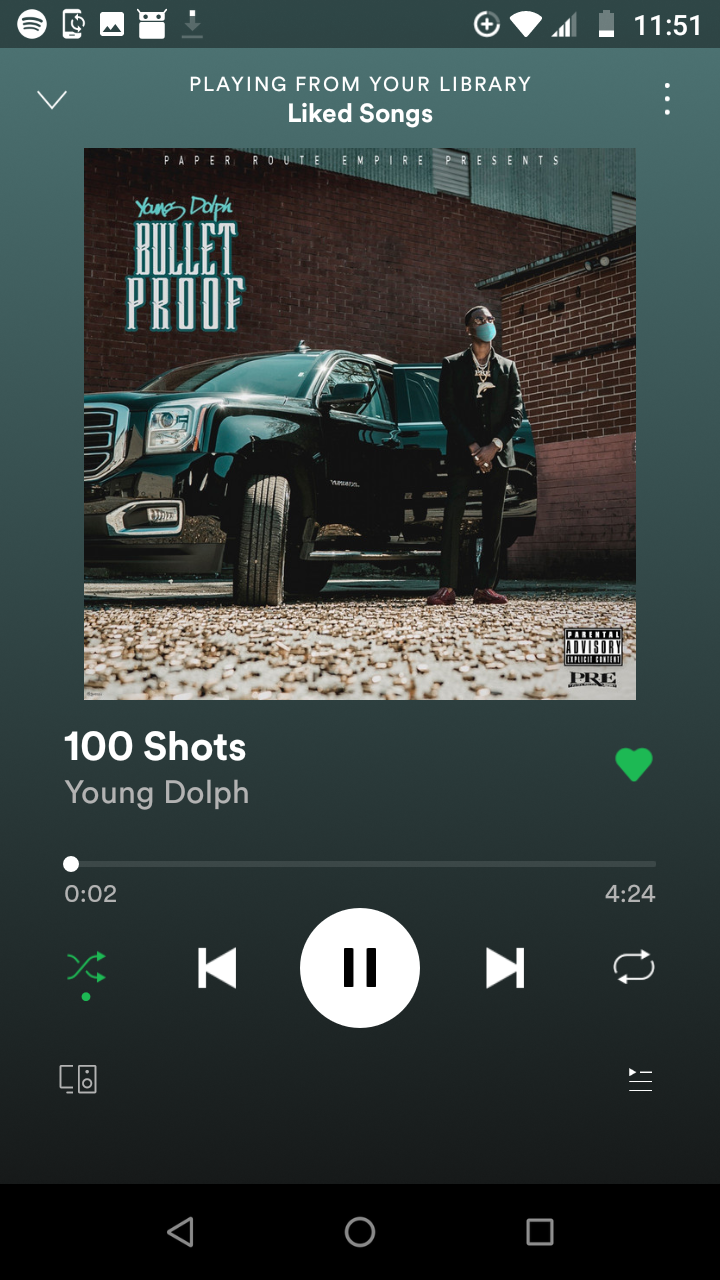 11:51
PLAYING FROM YOUR LIBRARY
Liked Songs
PAPER ROUTE EMPIRE PRESENTS
Young Dolph
BULLET
PROOF
PARENTAL
ADVISORY
EXPLICIT CONTENT
PRE
100 Shots
Young Dolph
0:02
4:24